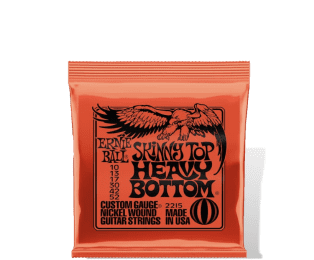 ERNIE
BALL
SKINNY TOP
HEAVY
BOTTOM
10
13
17
30
42
52
CUSTOM GAUGE 2215 MADE
NICKEL WOUND IN USA
GUITAR STRINGS